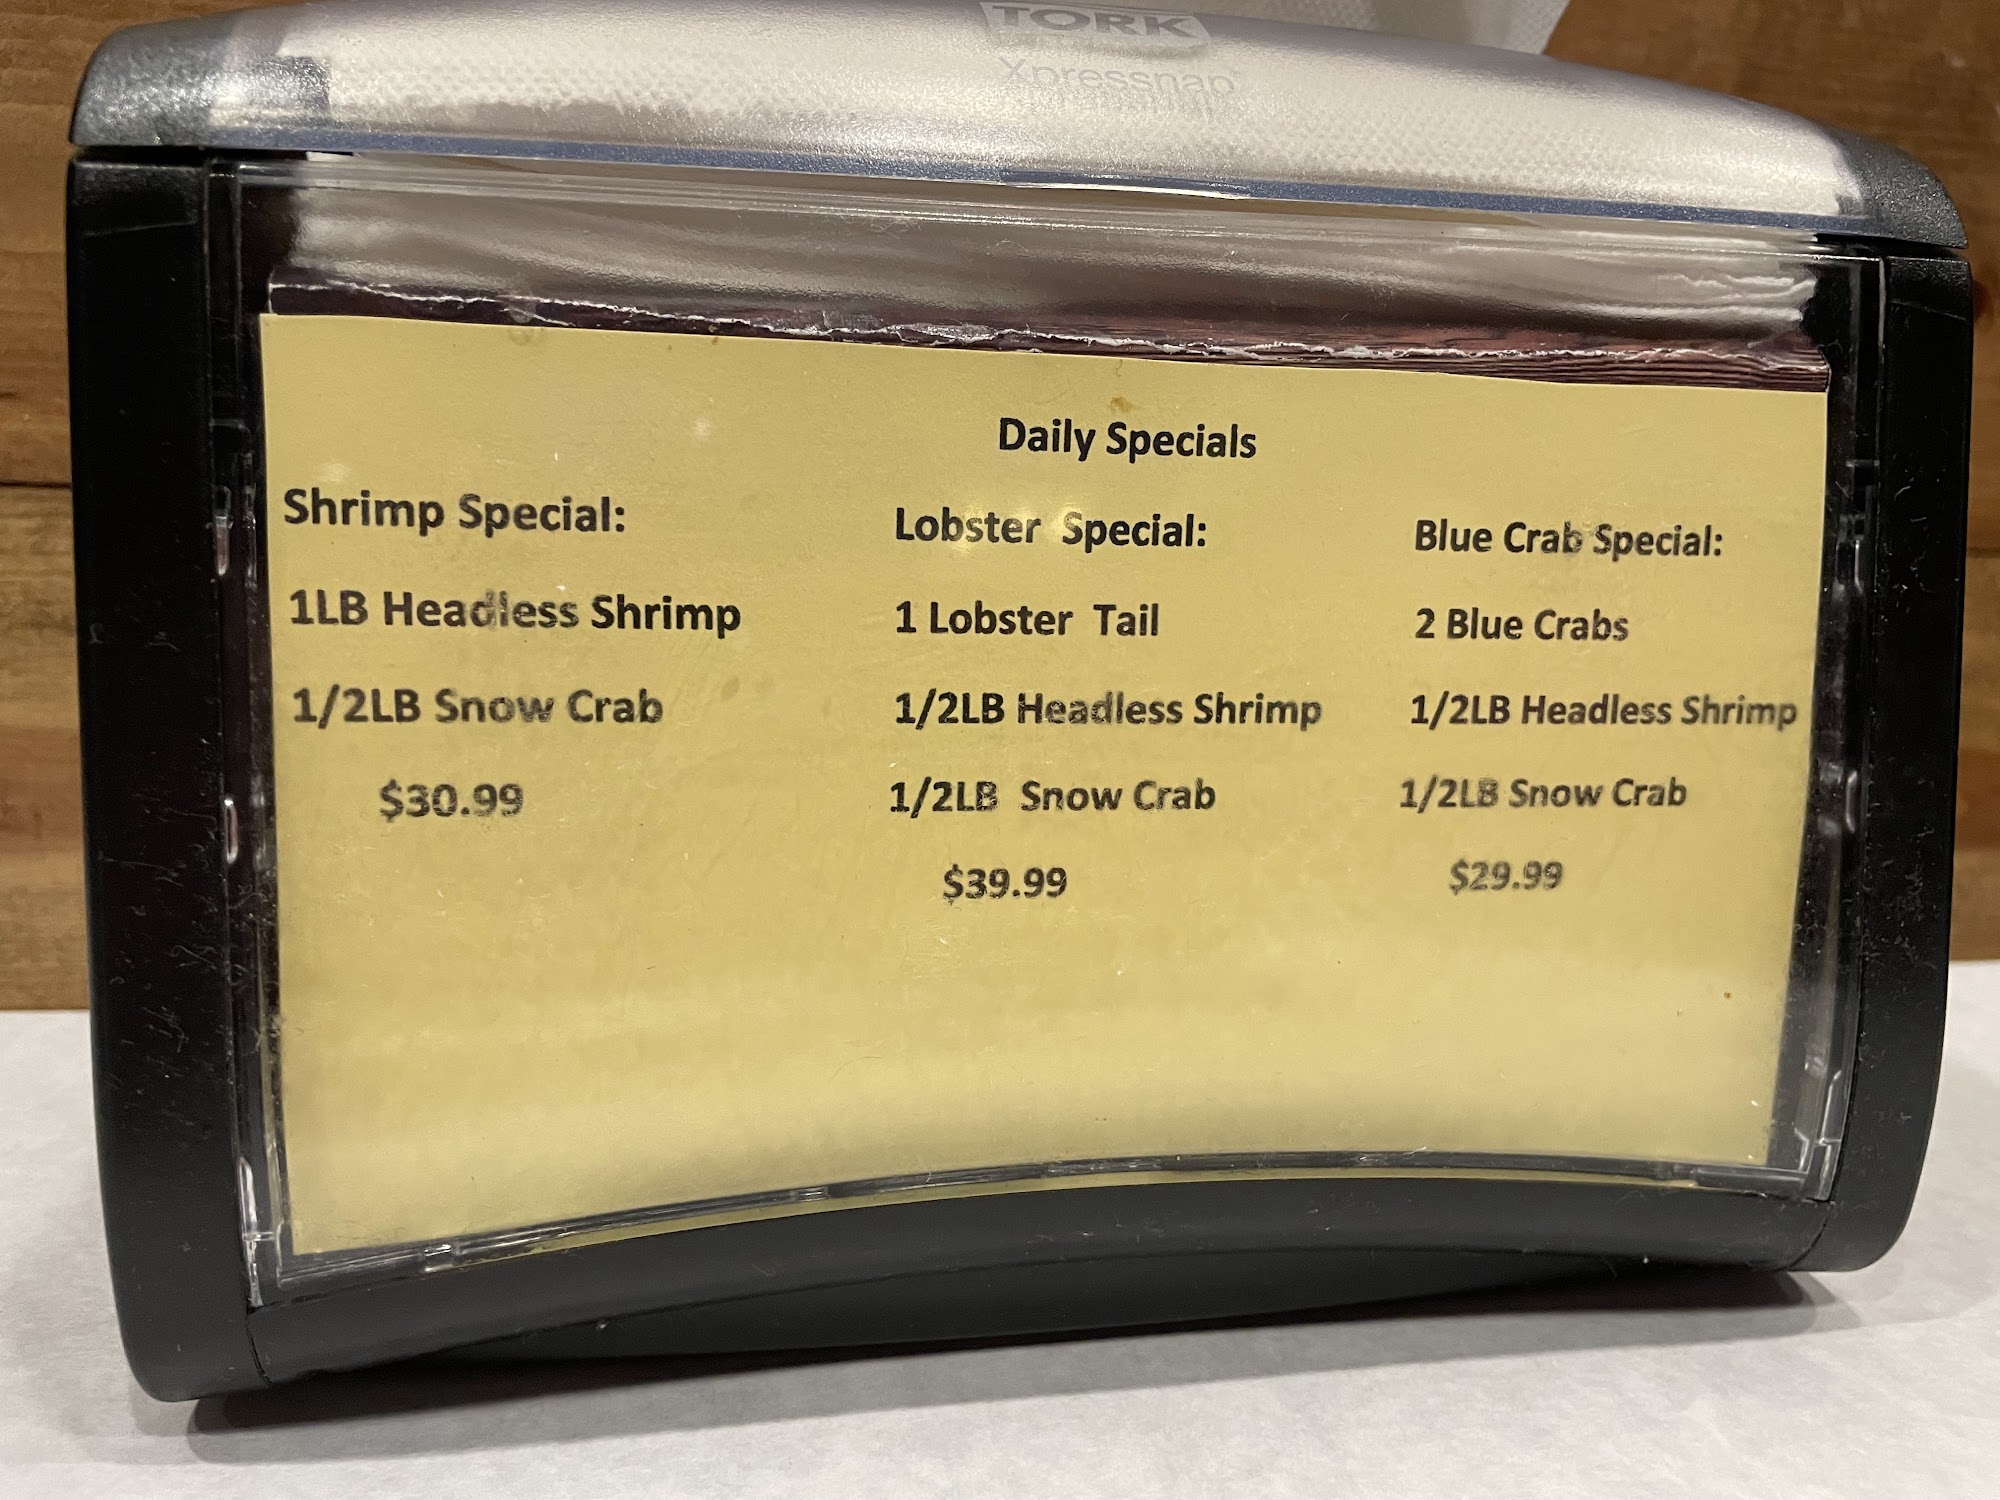 TORK
Xpressnap
Daily Specials
Shrimp Special:
1LB Headless Shrimp
1/2LB Snow Crab
$30.99
Lobster Special:
1 Lobster Tail
1/2LB Headless Shrimp
1/2LB Snow Crab
$39.99
Blue Crab Special:
2 Blue Crabs
1/2LB Headless Shrimp
1/2LB Snow Crab
$29.99